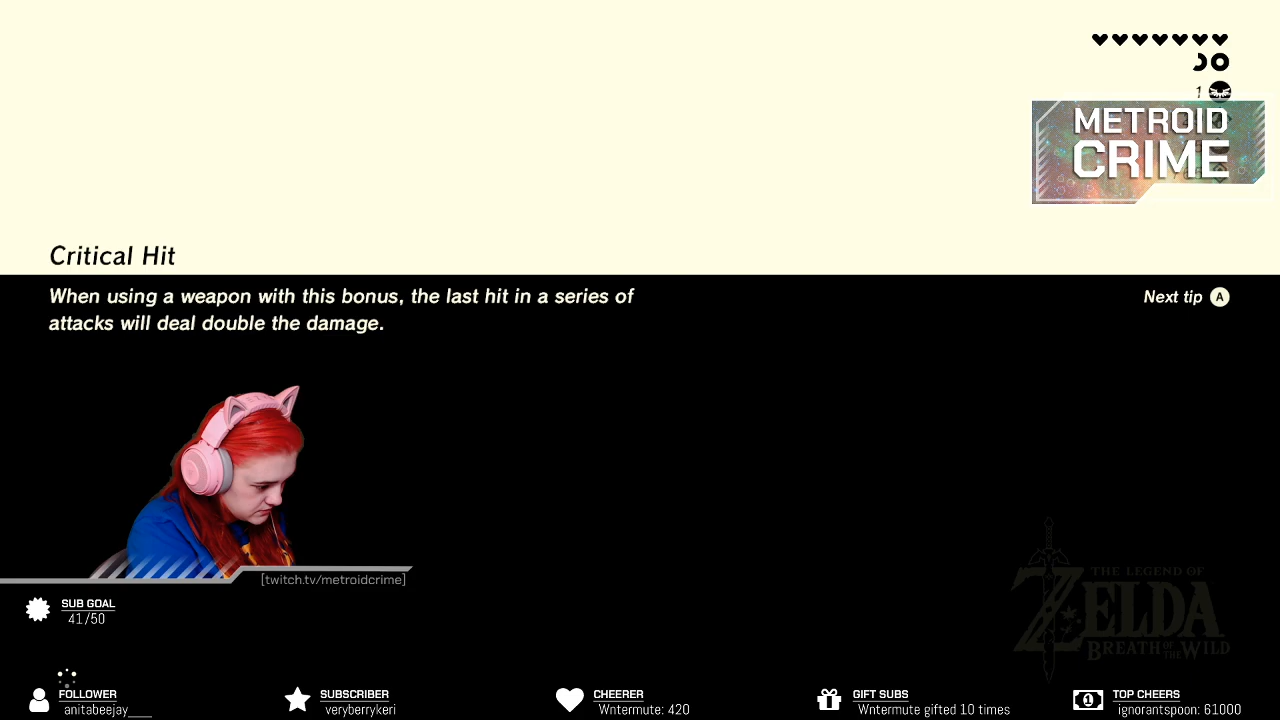 1
METROID
CRIME
Critical Hit
When using a weapon with this bonus, the last hit in a series of
attacks will deal double the damage.
Next tip A
[twitch.tv/metroidcrime]
SUB GOAL
41/50
THE LEGEND OF
ZELDA
BREATH OF THE WILD
FOLLOWER
anitabeejay___
SUBSCRIBER
veryberrykeri
CHEERER
Wntermute: 420
GIFT SUBS
Wntermute gifted 10 times
1
TOP CHEERS
ignorantspoon: 61000